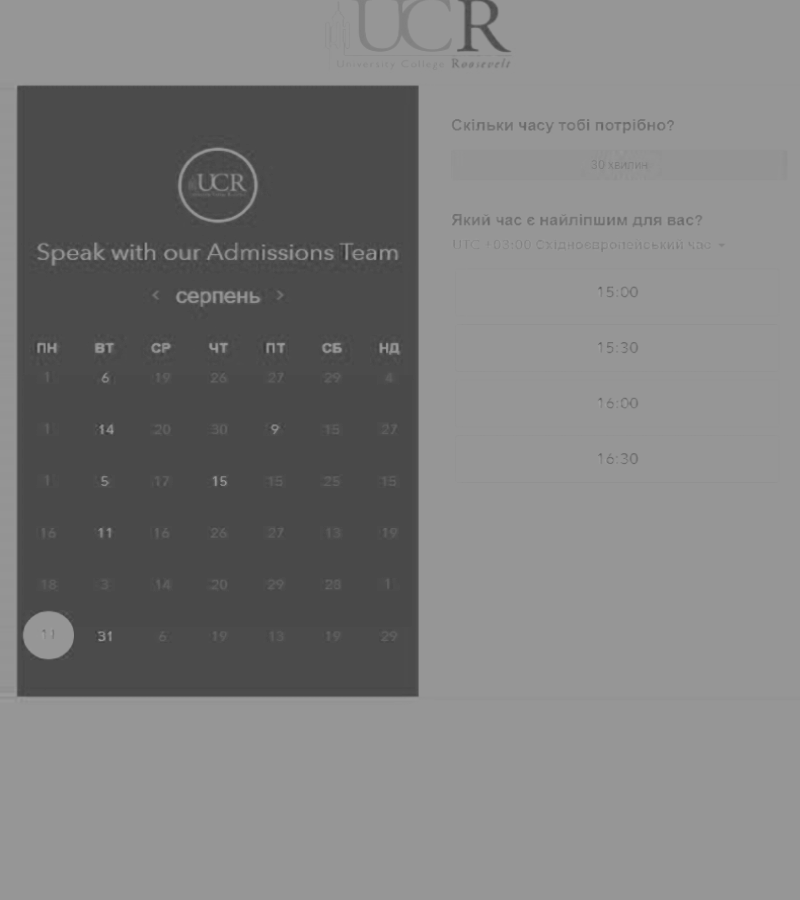 UCR
University College Roosevelt
UCR
Speak with our Admissions Team
< серпень >
ПН ВТ СР ЧТ ПТ СБ НД
1 6 19 26 27 29 4
1 14 20 30 9 15 27
1 5 17 15 15 25 15
16 11 16 26 27 13 19
18 3 14 20 29 28 1
11 31 6 19 13 19 29
Скільки часу тобі потрібно?
30 хвилин
Який час є найліпшим для вас?
UTC +03:00 Східноєвропейський час
15:00
15:30
16:00
16:30